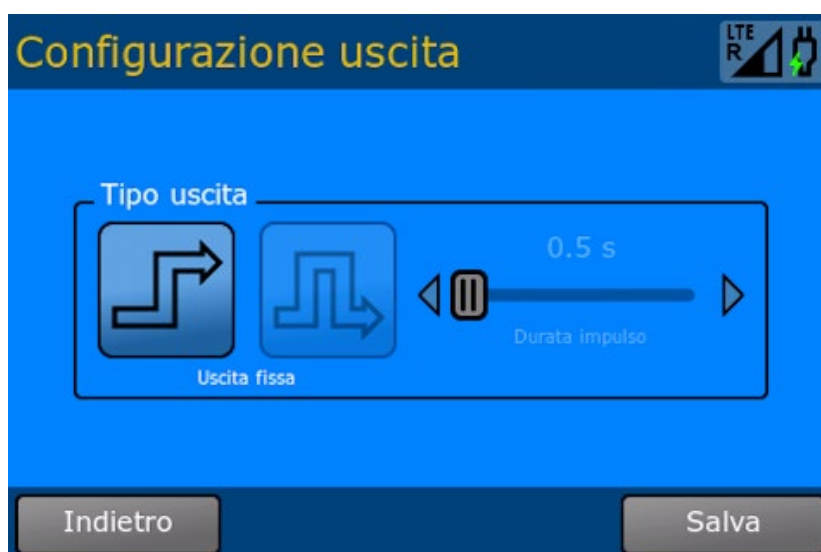 Configurazione uscita
LTE
R
Tipo uscita
0.5 s
Durata impulso
Uscita fissa
Indietro
Salva